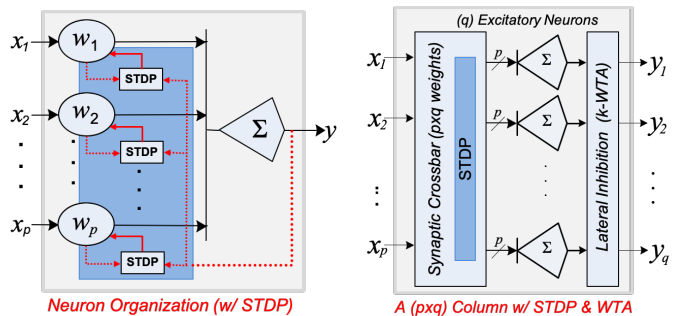 x1
w1
STDP
x2
w2
STDP
Σ
y
xp
wp
STDP
Neuron Organization (w/ STDP)
(q) Excitatory Neurons
x1
x2
xp
Synaptic Crossbar (pxq weights)
STDP
p
Σ
p
Σ
p
Σ
Lateral Inhibition (k-WTA)
y1
y2
yq
A (pxq) Column w/ STDP & WTA